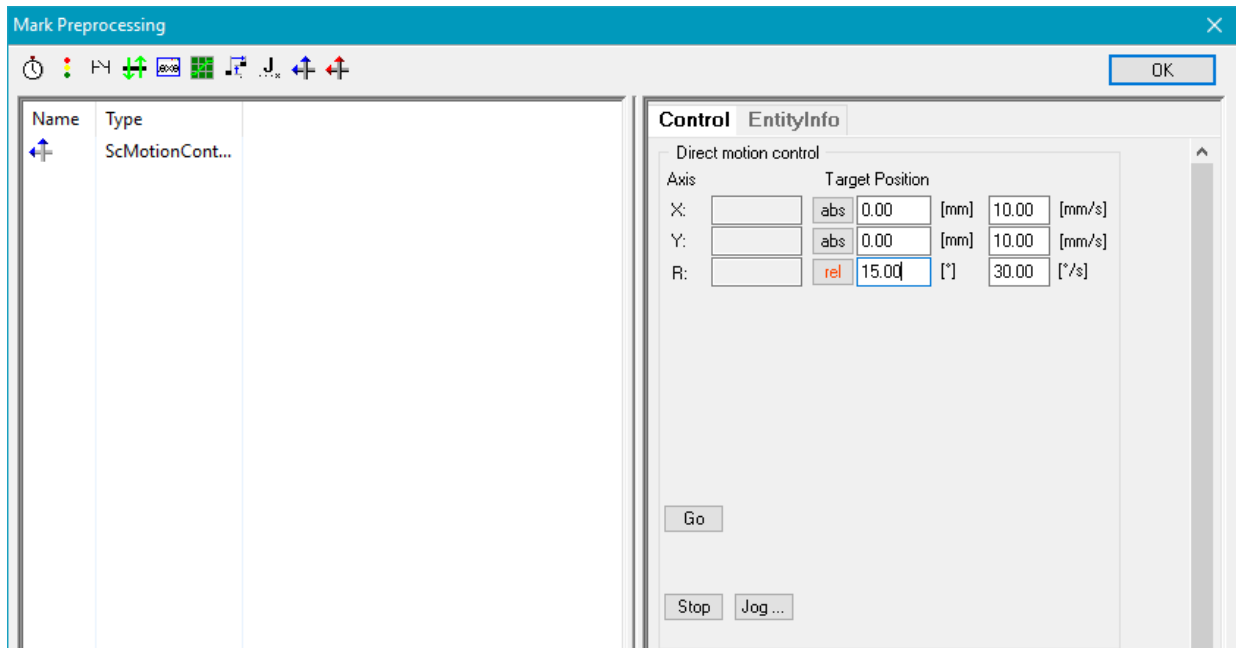 Mark Preprocessing
exe J... OK
Name Type
ScMotionCont...
Control EntityInfo
Direct motion control
Axis Target Position
X: abs 0.00 [mm] 10.00 [mm/s]
Y: abs 0.00 [mm] 10.00 [mm/s]
R: rel 15.00 [°] 30.00 [°/s]
Go
Stop Jog ...